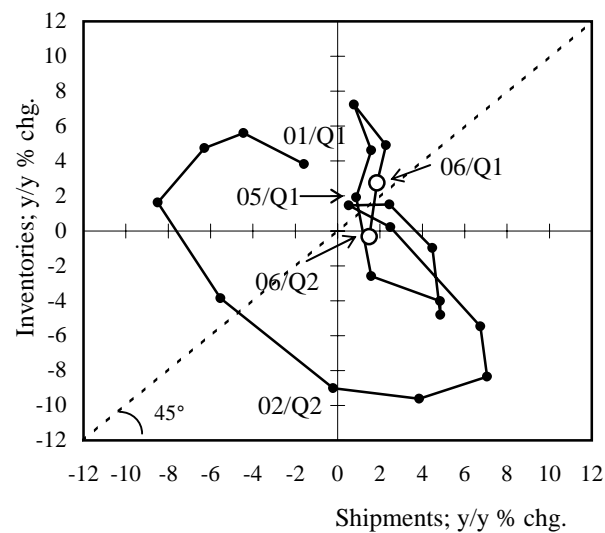 12
10
8
6
4
2
0
-2
-4
-6
-8
-10
-12
Inventories; y/y % chg.
01/Q1
06/Q1
05/Q1
06/Q2
02/Q2
45°
-12 -10 -8 -6 -4 -2 0 2 4 6 8 10 12
Shipments; y/y % chg.